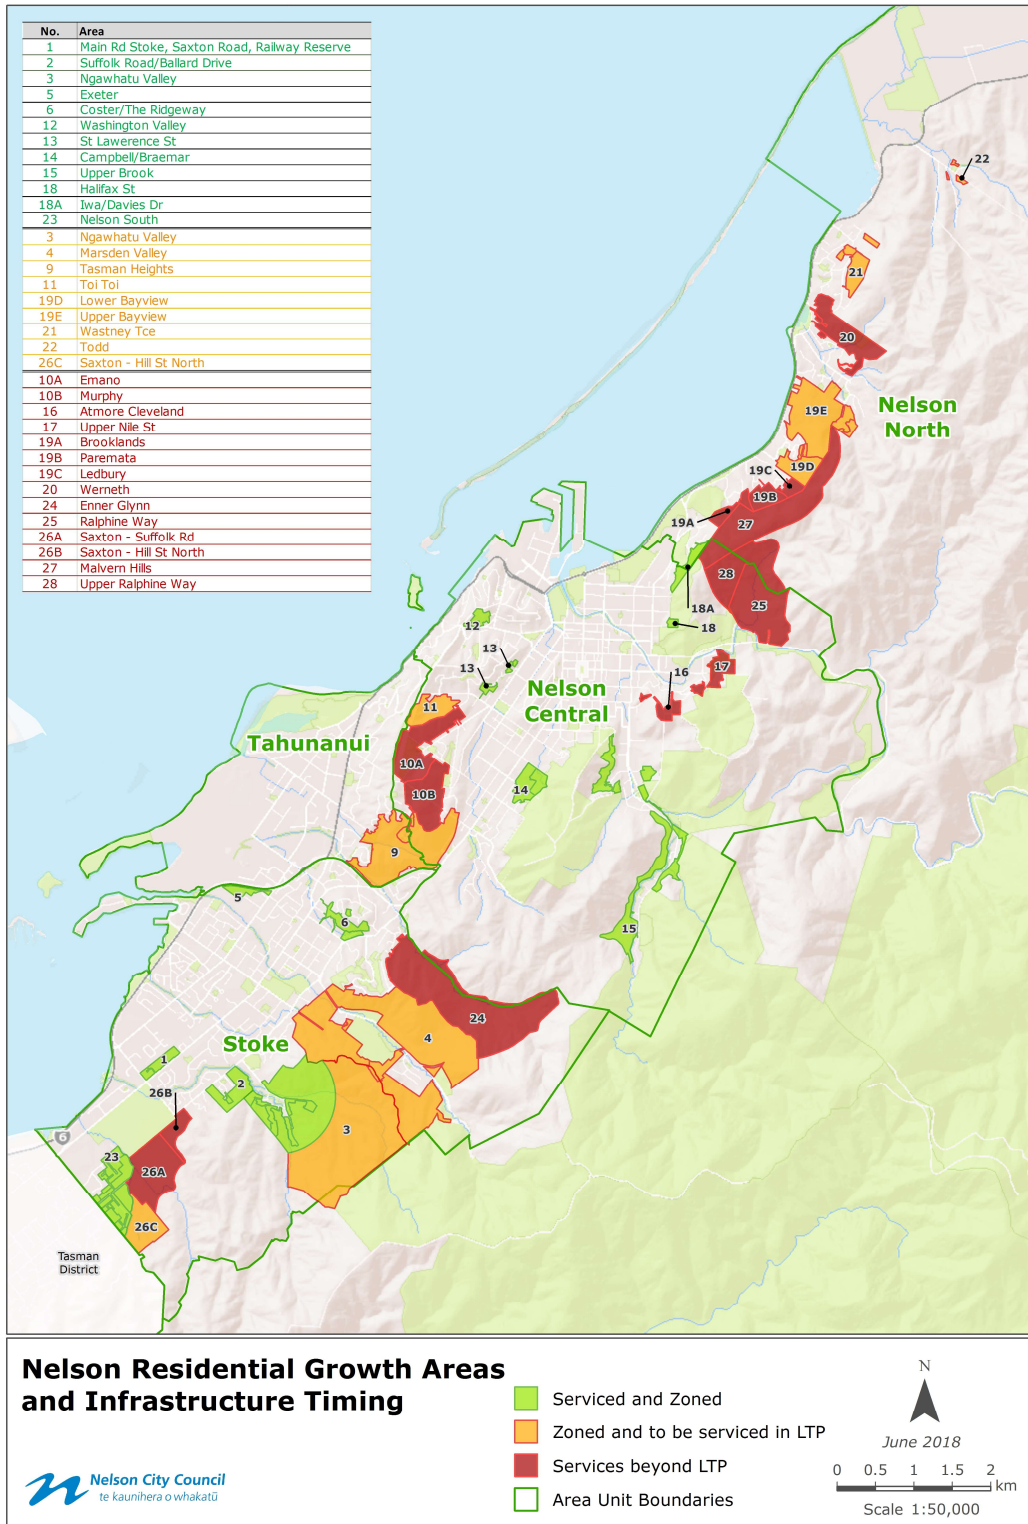 No. Area
1 Main Rd Stoke, Saxton Road, Railway Reserve
2 Suffolk Road/Ballard Drive
3 Ngawhatu Valley
5 Exeter
6 Coster/The Ridgeway
12 Washington Valley
13 St Lawerence St
14 Campbell/Braemar
15 Upper Brook
18 Halifax St
18A Iwa/Davies Dr
23 Nelson South
3 Ngawhatu Valley
4 Marsden Valley
9 Tasman Heights
11 Toi Toi
19D Lower Bayview
19E Upper Bayview
21 Wastney Tce
22 Todd
26C Saxton - Hill St North
10A Emano
10B Murphy
16 Atmore Cleveland
17 Upper Nile St
19A Brooklands
19B Paremata
19C Ledbury
20 Werneth
24 Enner Glynn
25 Ralphine Way
26A Saxton - Suffolk Rd
26B Saxton - Hill St North
27 Malvern Hills
28 Upper Ralphine Way
22
21
20
19E
Nelson
North
19C
19D
19B
19A
27
28
18A
25
18
12
13
13
16
17
Nelson
Central
11
Tahunanui
10A
10B
14
9
5
6
15
24
4
Stoke
1
2
26B
3
6
23
26A
26C
Tasman
District
Nelson Residential Growth Areas
and Infrastructure Timing
Nelson City Council
te kaunihera o whakatū
Serviced and Zoned
Zoned and to be serviced in LTP
Services beyond LTP
Area Unit Boundaries
N
June 2018
0 0.5 1 1.5 2
km
Scale 1:50,000